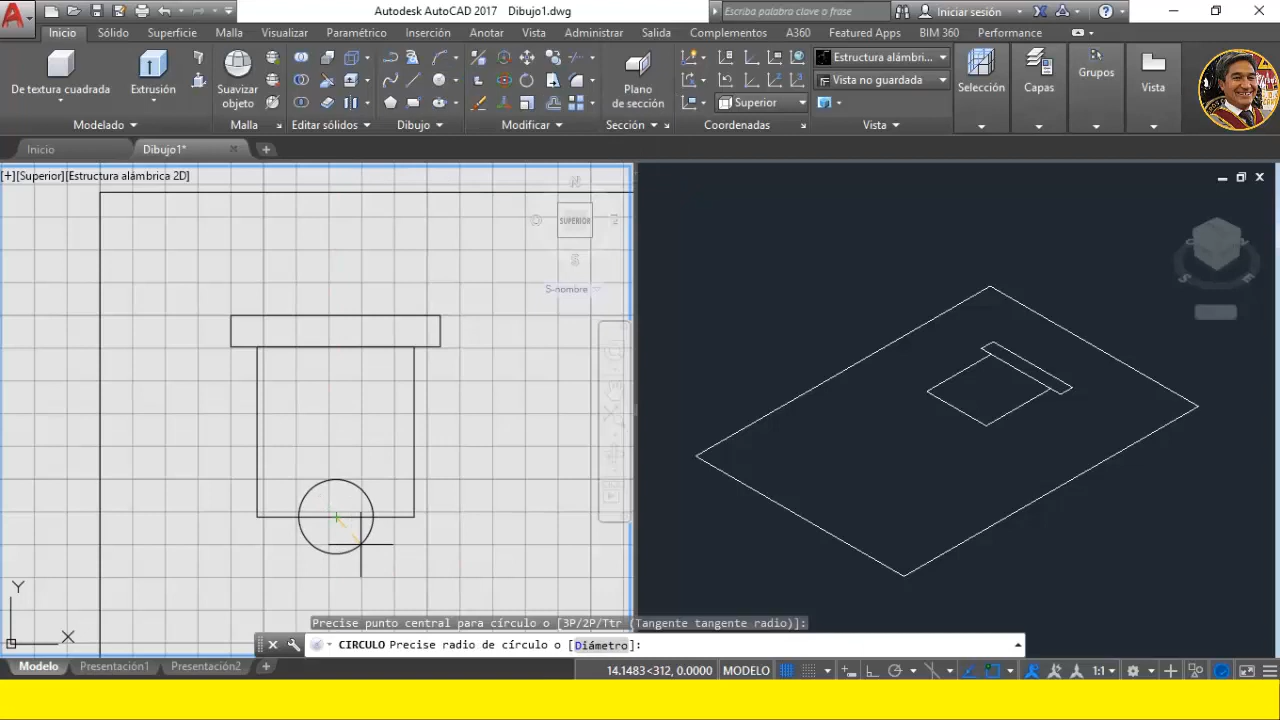 Autodesk AutoCAD 2017 Dibujo1.dwg
Escriba palabra clave o frase
Iniciar sesión
Inicio Sólido Superficie Malla Visualizar Paramétrico Inserción Anotar Vista Administrar Salida Complementos A360 Featured Apps BIM 360 Performance
De textura cuadrada
Extrusión
Suavizar
objeto
Plano
de sección
Estructura alámbri...
Vista no guardada
Superior
Selección
Capas
Grupos
Vista
Modelado
Malla
Editar sólidos
Dibujo
Modificar
Sección
Coordenadas
Vista
Inicio
Dibujo1*
[+][Superior][Estructura alámbrica 2D]
N
O
SUPERIOR
E
S
S-nombre
S
E
Y
X
Precise punto central para círculo o [3P/2P/Ttr (Tangente tangente radio)]:
CIRCULO Precise radio de círculo o [Diámetro]:
Modelo Presentación1 Presentación2
14.1483<312, 0.0000 MODELO
1:1